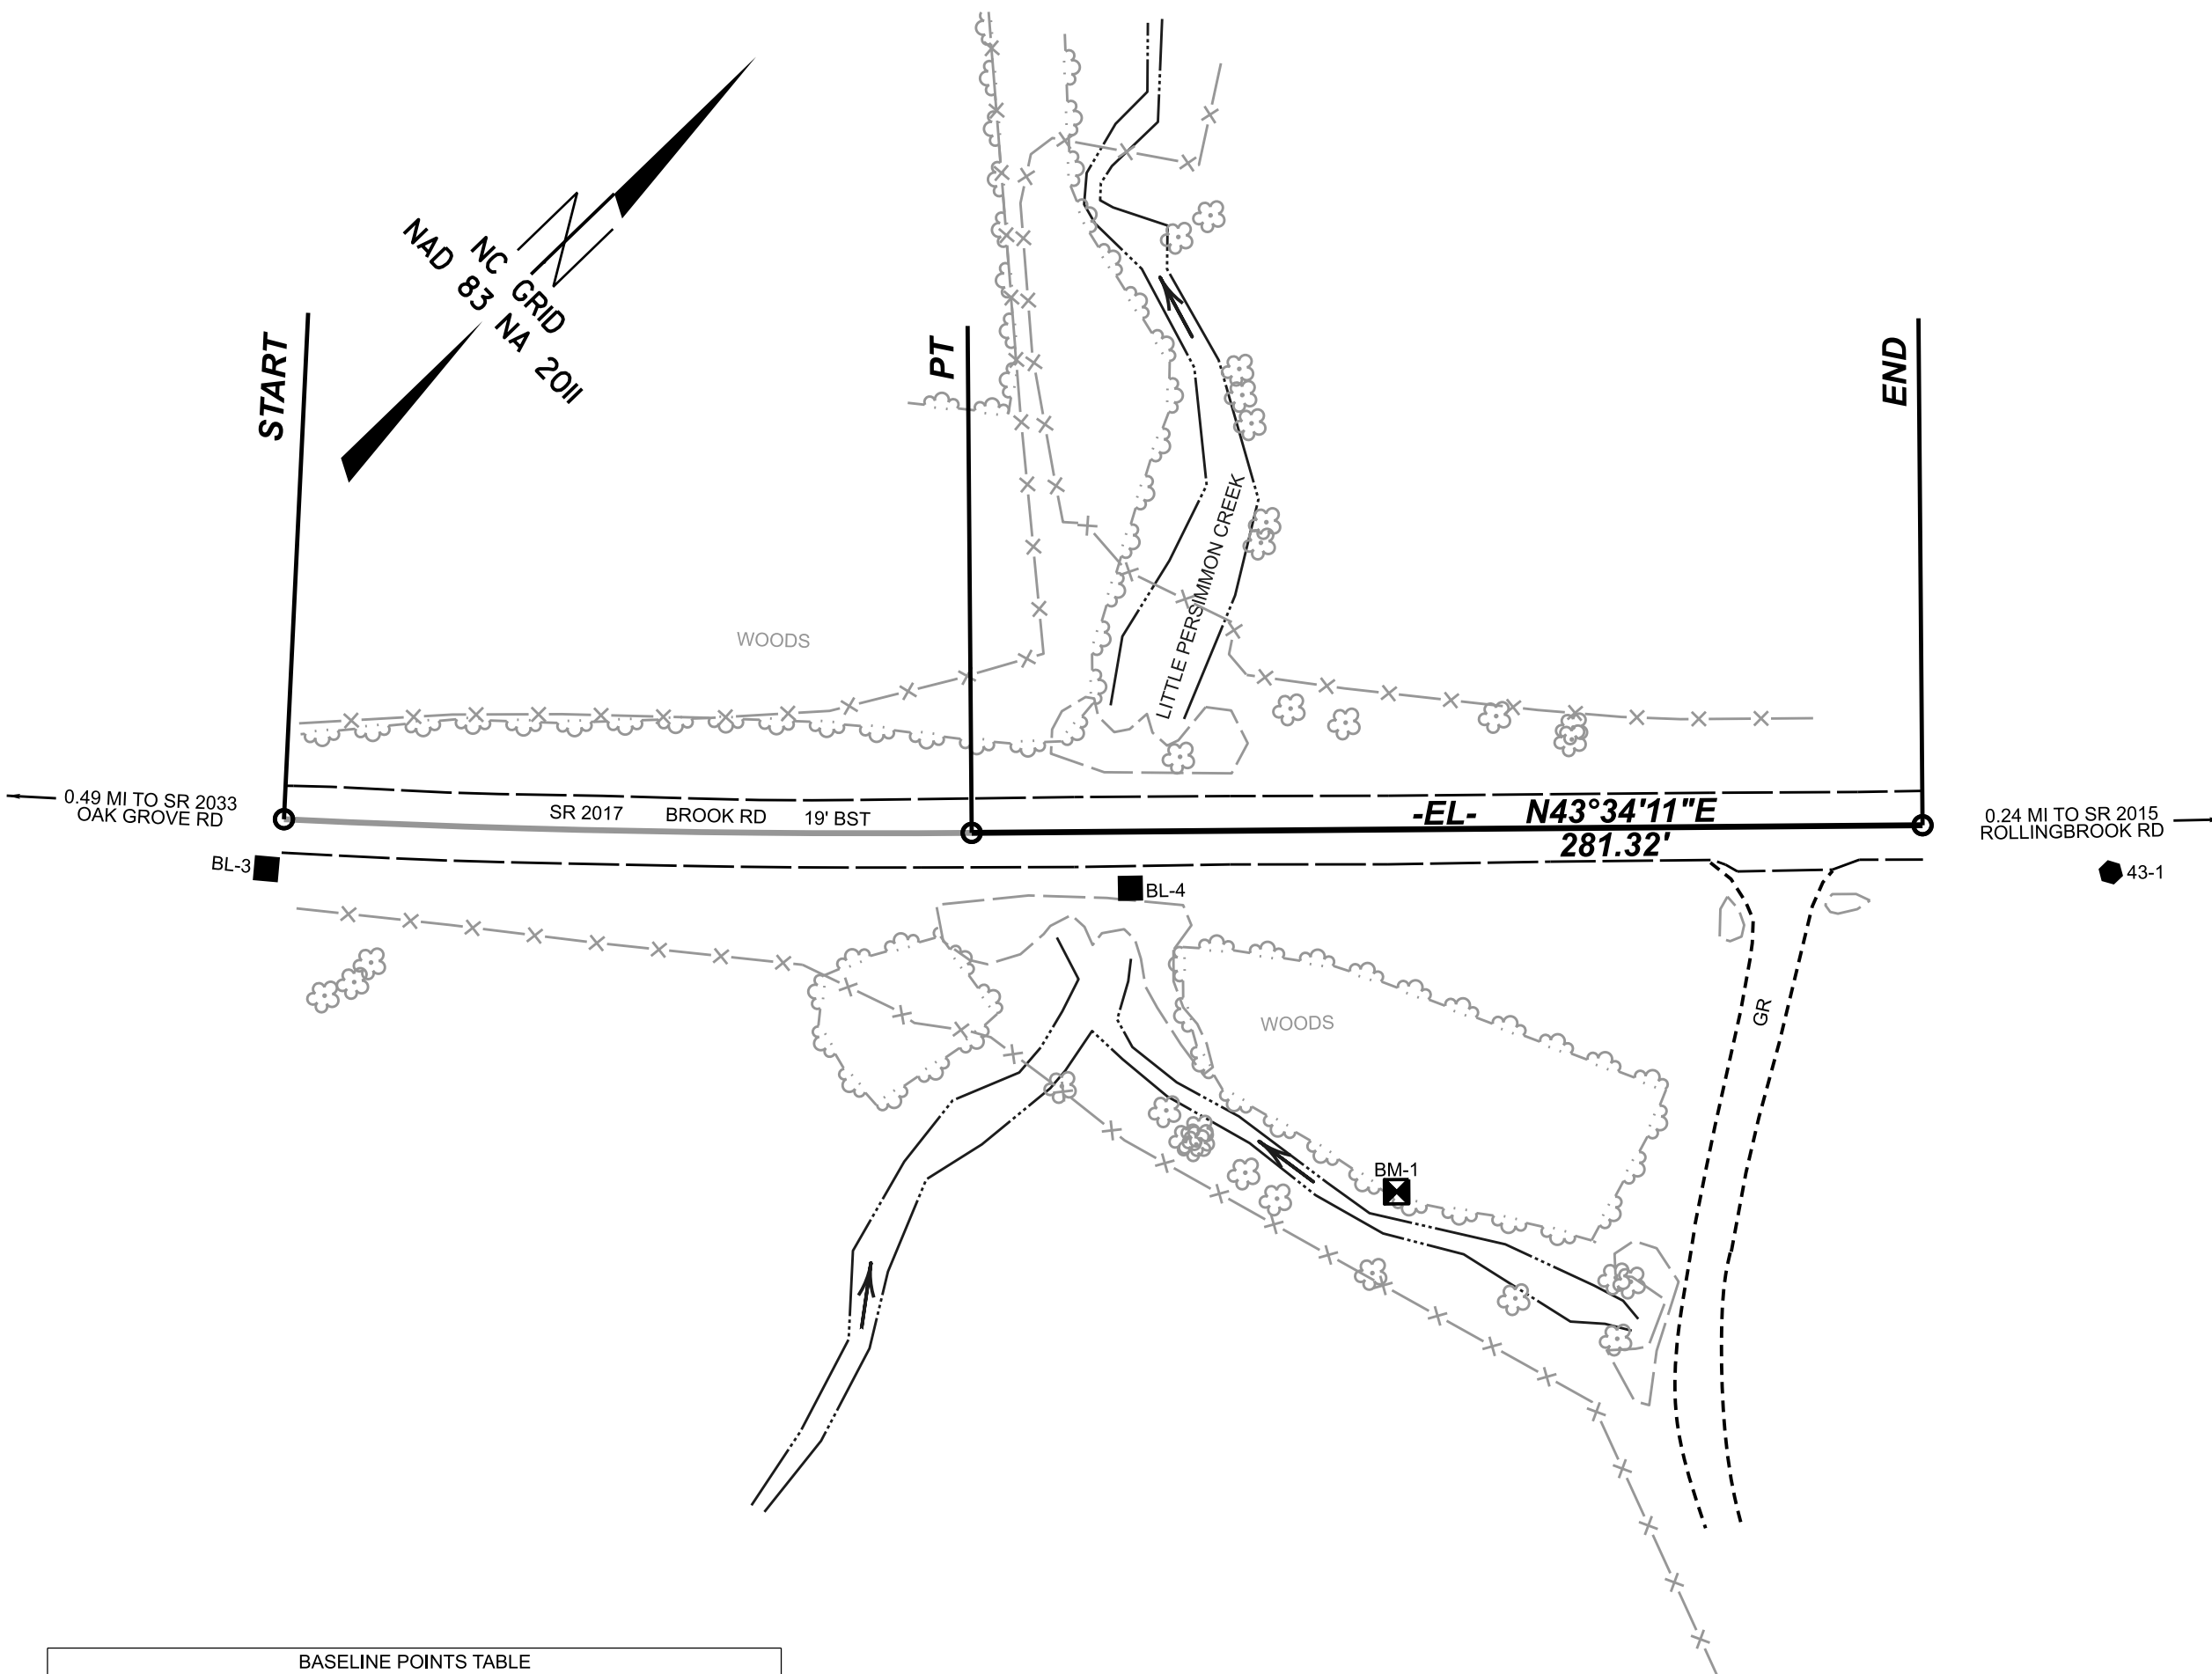 NC GRID
NAD 83 NA 2011
START
PT
END
WOODS
LITTLE PERSIMMON CREEK
0.49 MI TO SR 2033
OAK GROVE RD
SR 2017 BROOK RD 19' BST
-EL- N43°34'11"E
281.32'
0.24 MI TO SR 2015
ROLLINGBROOK RD
BL-3
BL-4
43-1
WOODS
GR
BM-1
BASELINE POINTS TABLE